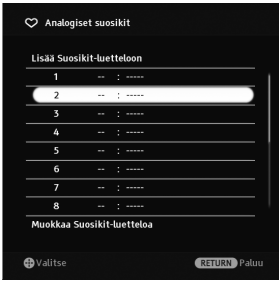 Analogiset suosikit
Lisää Suosikit-luetteloon
1 -- : -----
2 -- : -----
3 -- : -----
4 -- : -----
5 -- : -----
6 -- : -----
7 -- : -----
8 -- : -----
Muokkaa Suosikit-luetteloa
Valitse RETURN Paluu